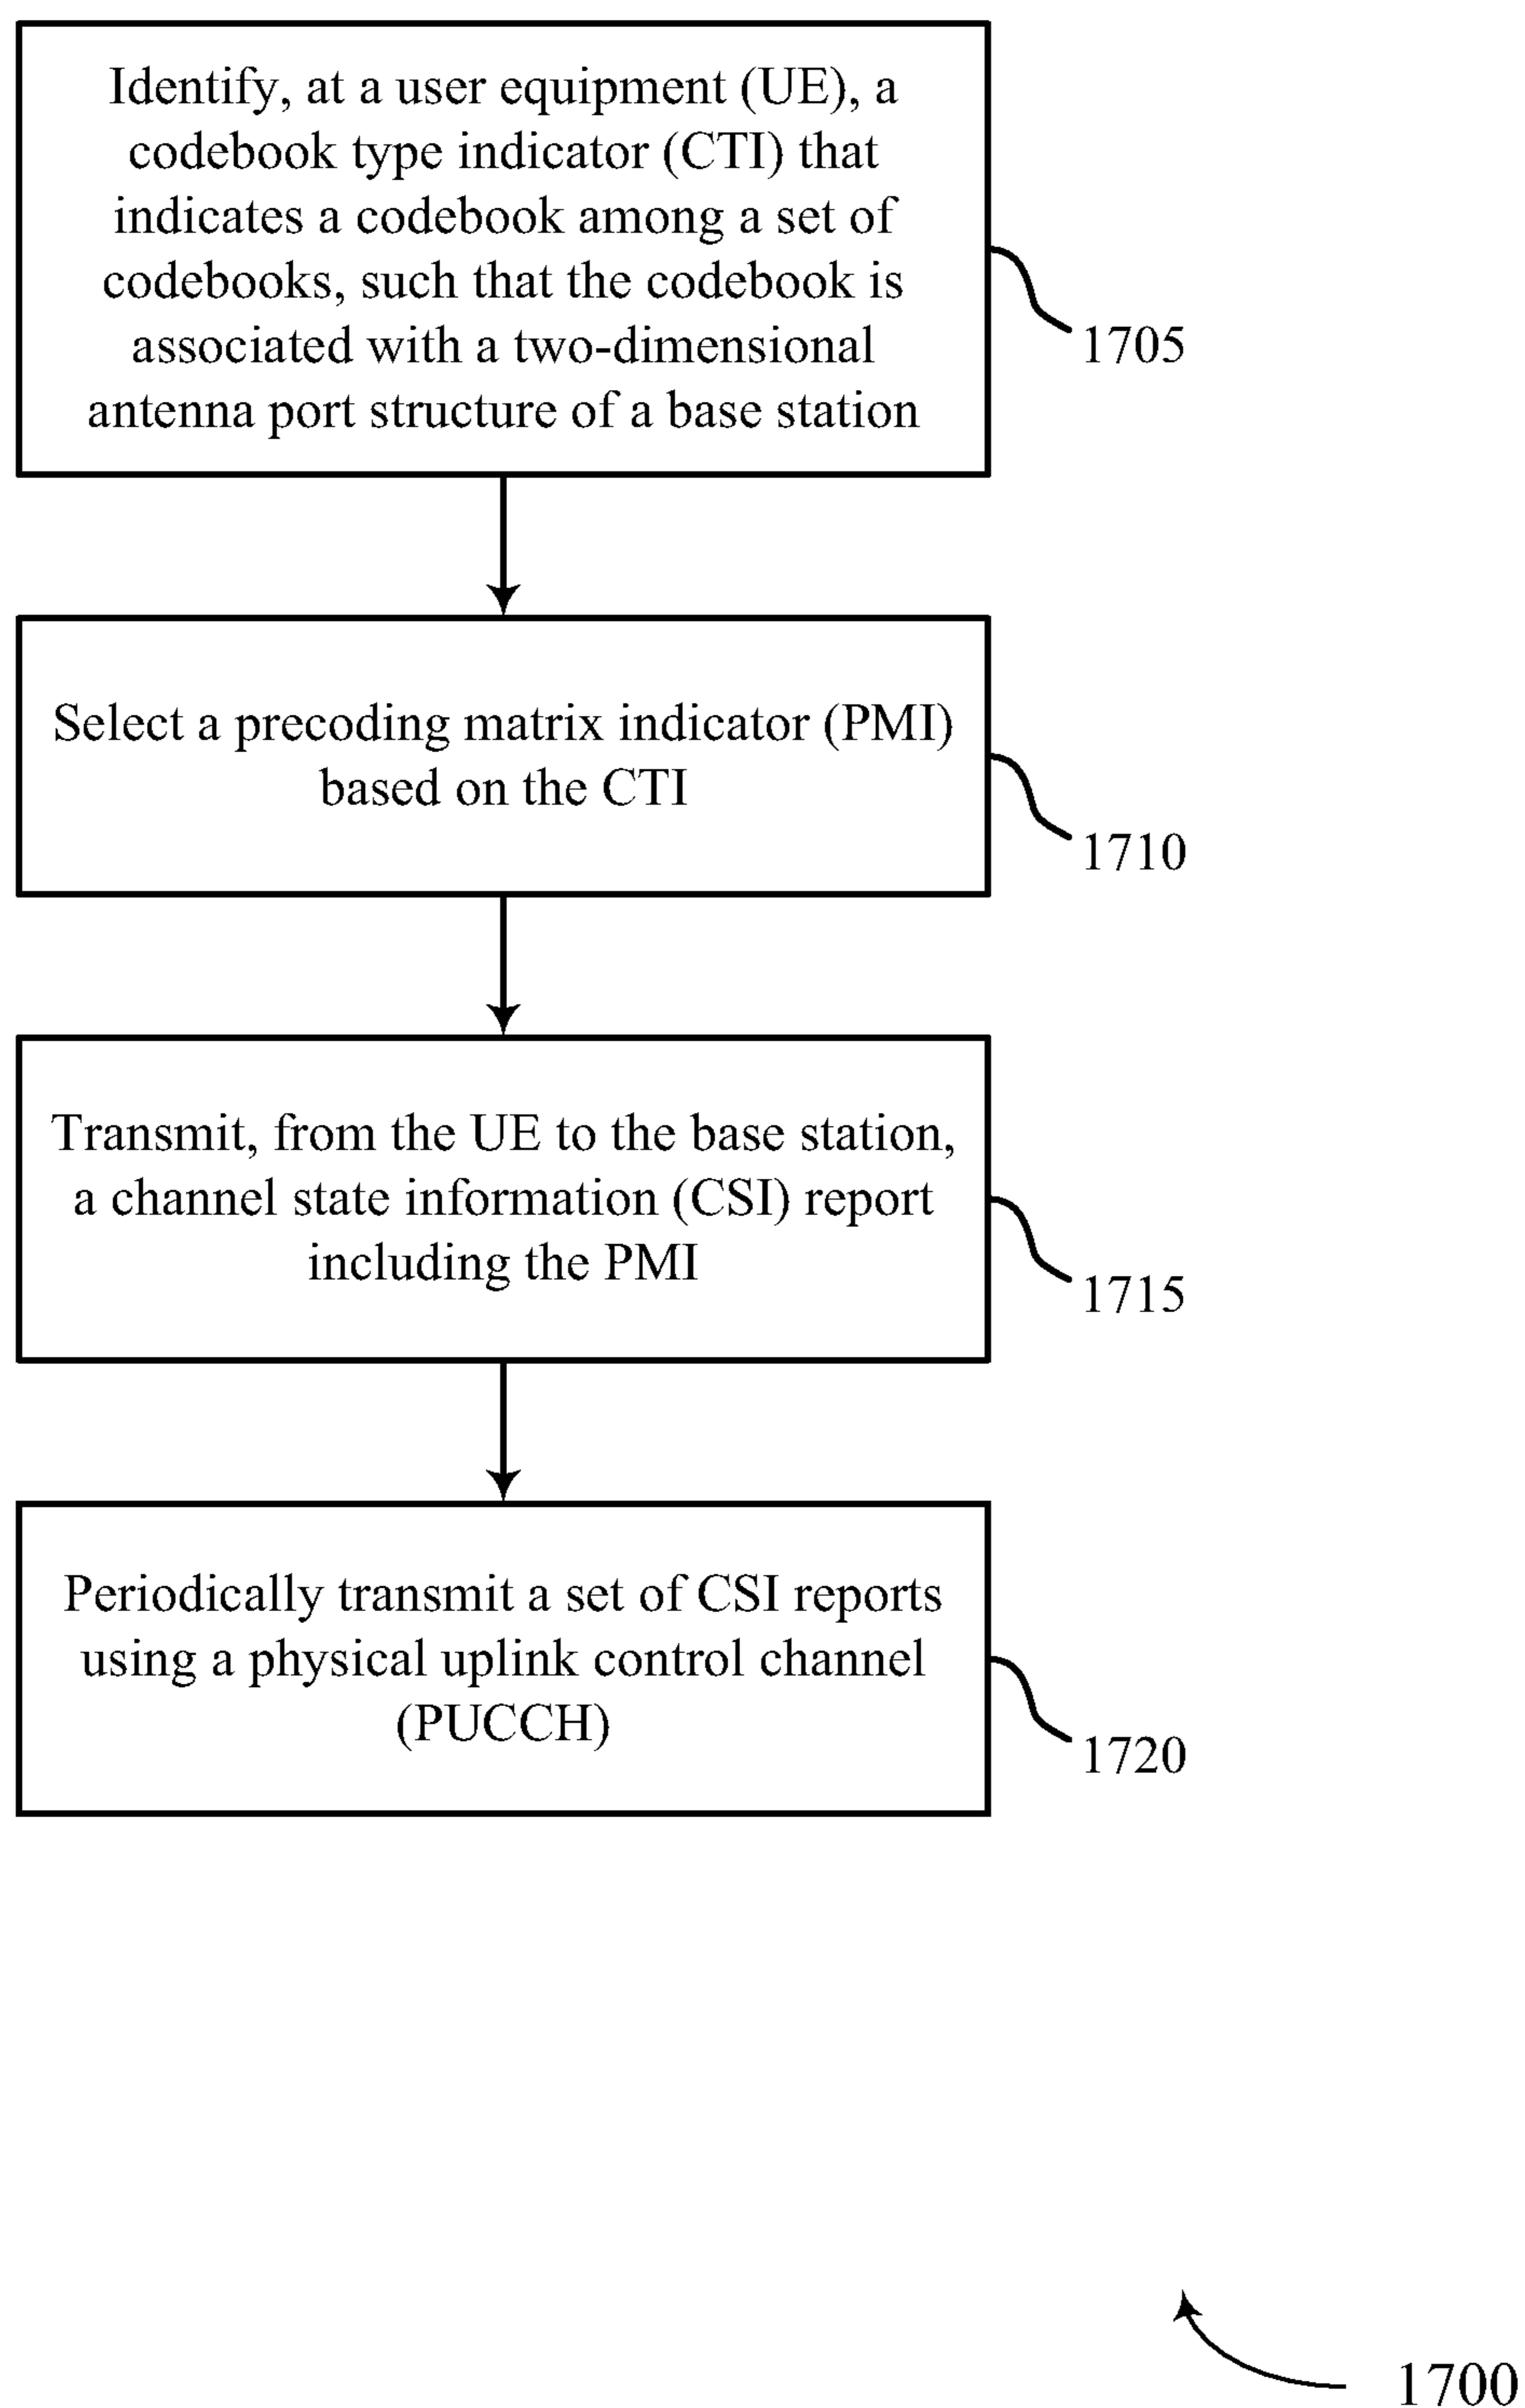 Identify, at a user equipment (UE), a
codebook type indicator (CTI) that
indicates a codebook among a set of
codebooks, such that the codebook is
associated with a two-dimensional
antenna port structure of a base station
1705
Select a precoding matrix indicator (PMI)
based on the CTI
1710
Transmit, from the UE to the base station,
a channel state information (CSI) report
including the PMI
1715
Periodically transmit a set of CSI reports
using a physical uplink control channel
(PUCCH)
1720
1700